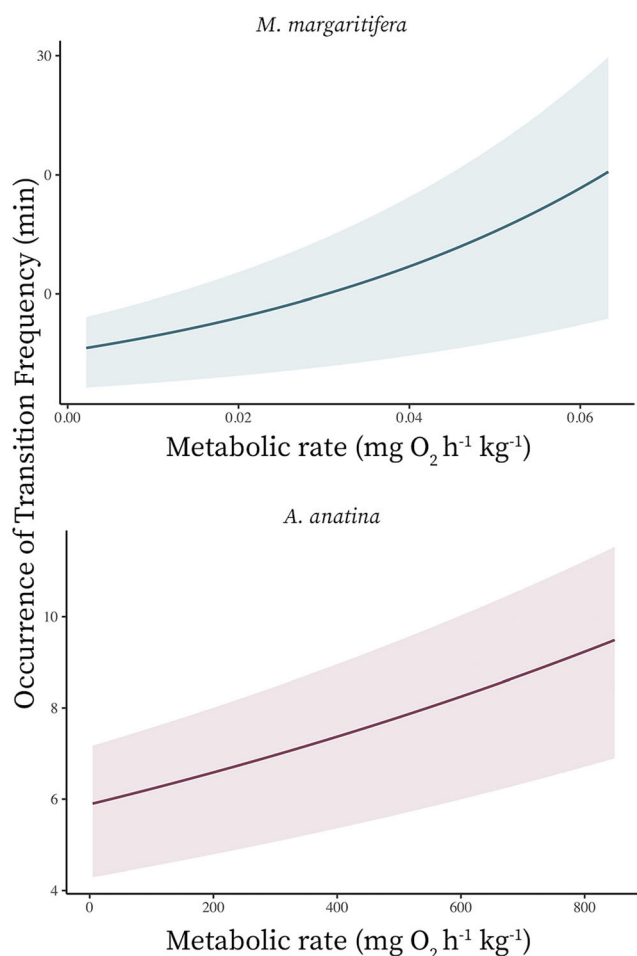 M. margaritifera
Occurrence of Transition Frequency (min)
30
0
0
0.00 0.02 0.04 0.06
Metabolic rate (mg O₂ h⁻¹ kg⁻¹)
A. anatina
10
8
6
4
0 200 400 600 800
Metabolic rate (mg O₂ h⁻¹ kg⁻¹)